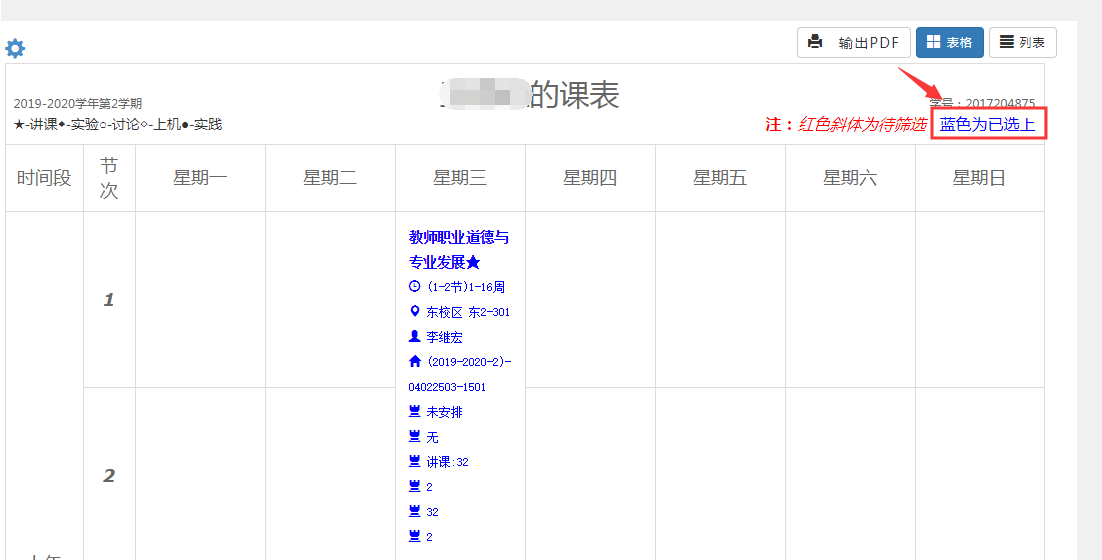 输出PDF
表格
列表
的课表
2019-2020学年第2学期
学号：2017204875
★-讲课◆-实验○-讨论◇-上机●-实践
注：红色斜体为待筛选 蓝色为已选上
时间段
节次
星期一
星期二
星期三
星期四
星期五
星期六
星期日
1
教师职业道德与
专业发展★
(1-2节)1-16周
东校区 东2-301
李继宏
(2019-2020-2)-
04022503-1501
未安排
无
讲课:32
2
32
2
2
上午